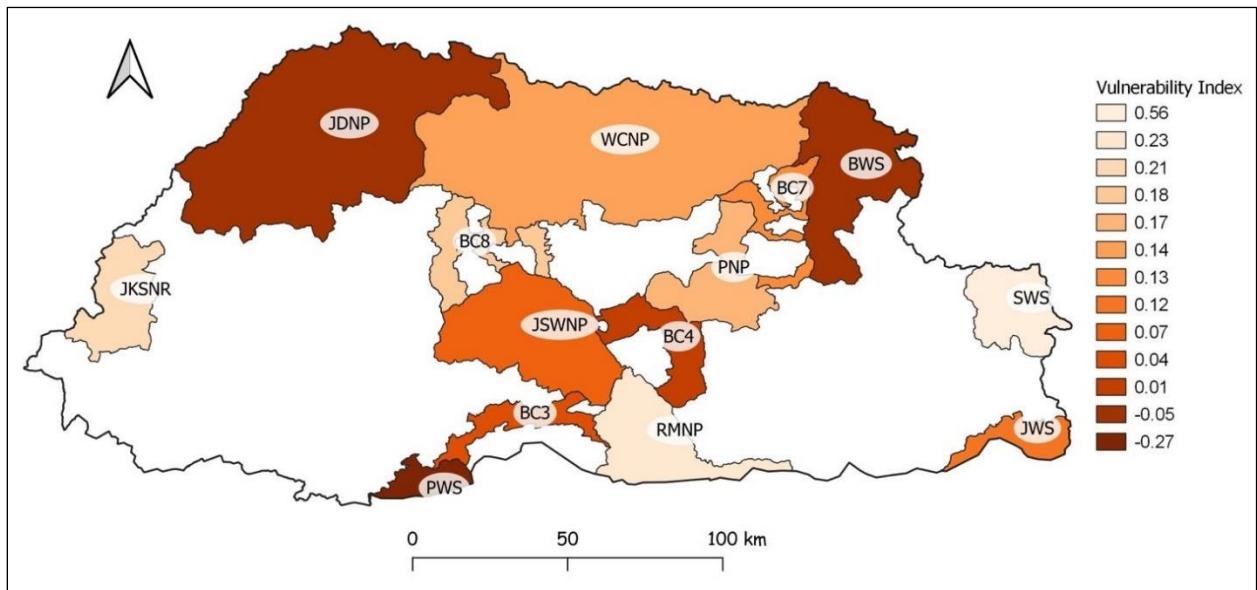 Vulnerability Index
0.56
0.23
0.21
0.18
0.17
0.14
0.13
0.12
0.07
0.04
0.01
-0.05
-0.27
JDNP
WCNP
BWS
BC7
BC8
PNP
JKSNR
SWS
JSWNP
BC4
BC3
RMNP
JWS
PWS
0 50 100 km